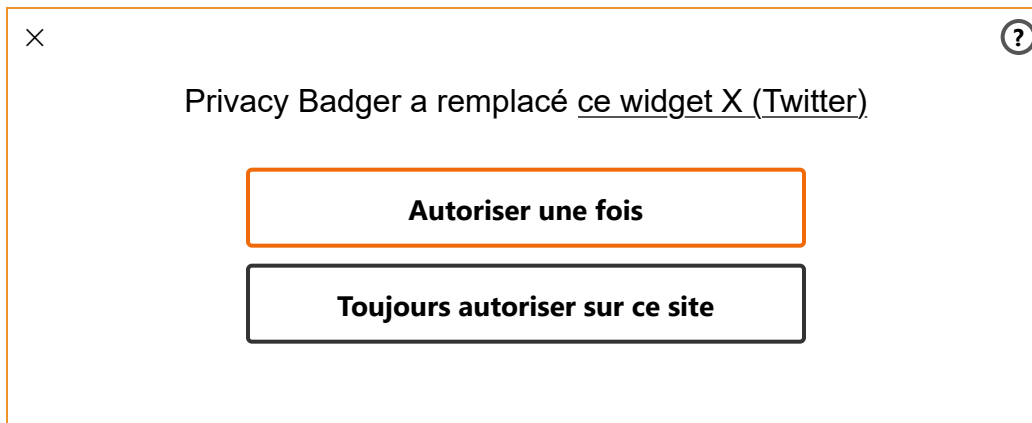 ?
Privacy Badger a remplacé ce widget X (Twitter)
Autoriser une fois
Toujours autoriser sur ce site